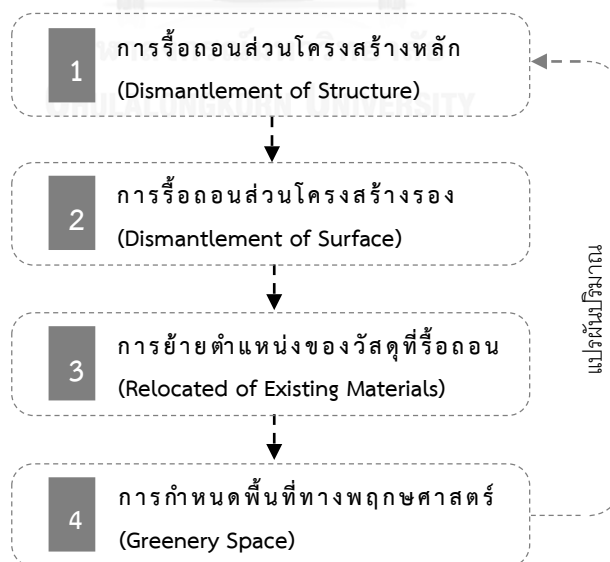 1
การรื้อถอนส่วนโครงสร้างหลัก
(Dismantlement of Structure)
CHULALONGKORN UNIVERSITY
2
การรื้อถอนส่วนโครงสร้างรอง
(Dismantlement of Surface)
3
การย้ายตำแหน่งของวัสดุที่รื้อถอน
(Relocated of Existing Materials)
4
การกำหนดพื้นที่ทางพฤกษศาสตร์
(Greenery Space)
แปรผันปริมาณ